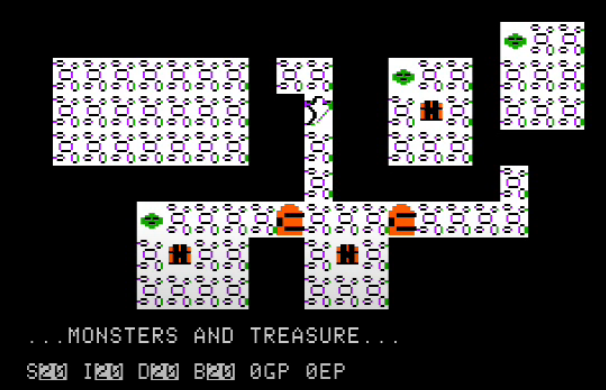 ...MONSTERS AND TREASURE...
S20 I20 D20 B20 0GP 0EP